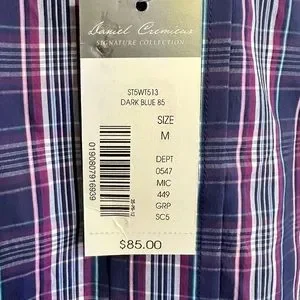 Daniel Cremieux
SIGNATURE COLLECTION
ST5WT513
DARK BLUE 85
SIZE
M
DEPT
0547
MIC
449
GRP
SC5
$85.00